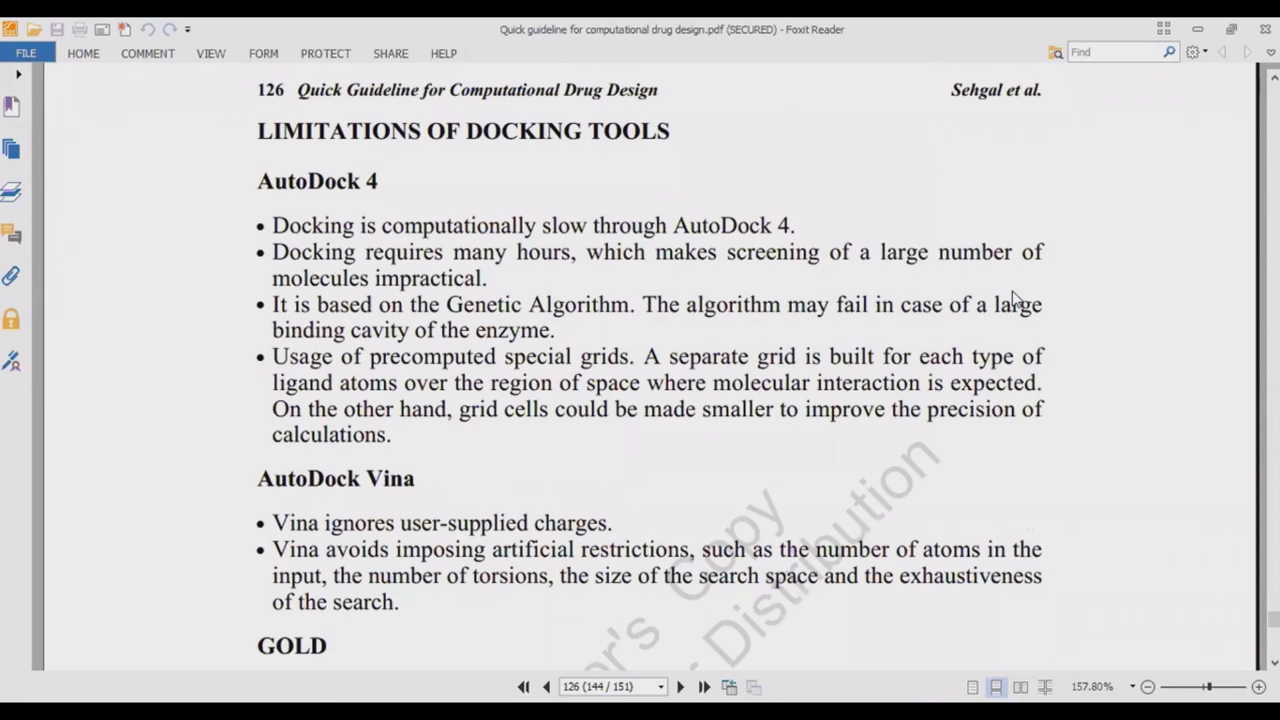 Quick guideline for computational drug design.pdf (SECURED) - Foxit Reader
FILE HOME COMMENT VIEW FORM PROTECT SHARE HELP Find
126 Quick Guideline for Computational Drug Design Sehgal et al.
LIMITATIONS OF DOCKING TOOLS
AutoDock 4
• Docking is computationally slow through AutoDock 4.
• Docking requires many hours, which makes screening of a large number of
molecules impractical.
• It is based on the Genetic Algorithm. The algorithm may fail in case of a large
binding cavity of the enzyme.
• Usage of precomputed special grids. A separate grid is built for each type of
ligand atoms over the region of space where molecular interaction is expected.
On the other hand, grid cells could be made smaller to improve the precision of
calculations.
AutoDock Vina
• Vina ignores user-supplied charges.
• Vina avoids imposing artificial restrictions, such as the number of atoms in the
input, the number of torsions, the size of the search space and the exhaustiveness
of the search.
GOLD
er's Copy
r Distribution
126 (144 / 151) 157.80%